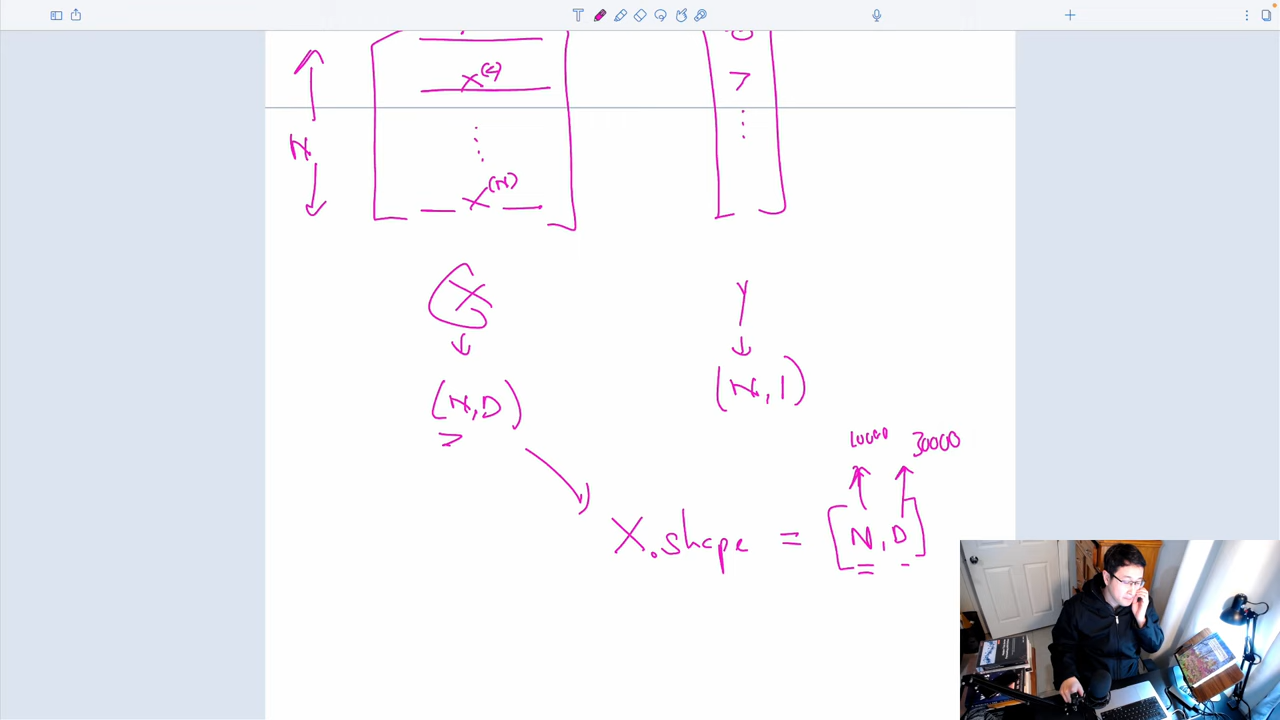 x^(4)
7
N
⋮
⋮
x^(N)
X
y
↓
↓
(N,D)
(N,1)
10000 30000
X.shape = [N,D]